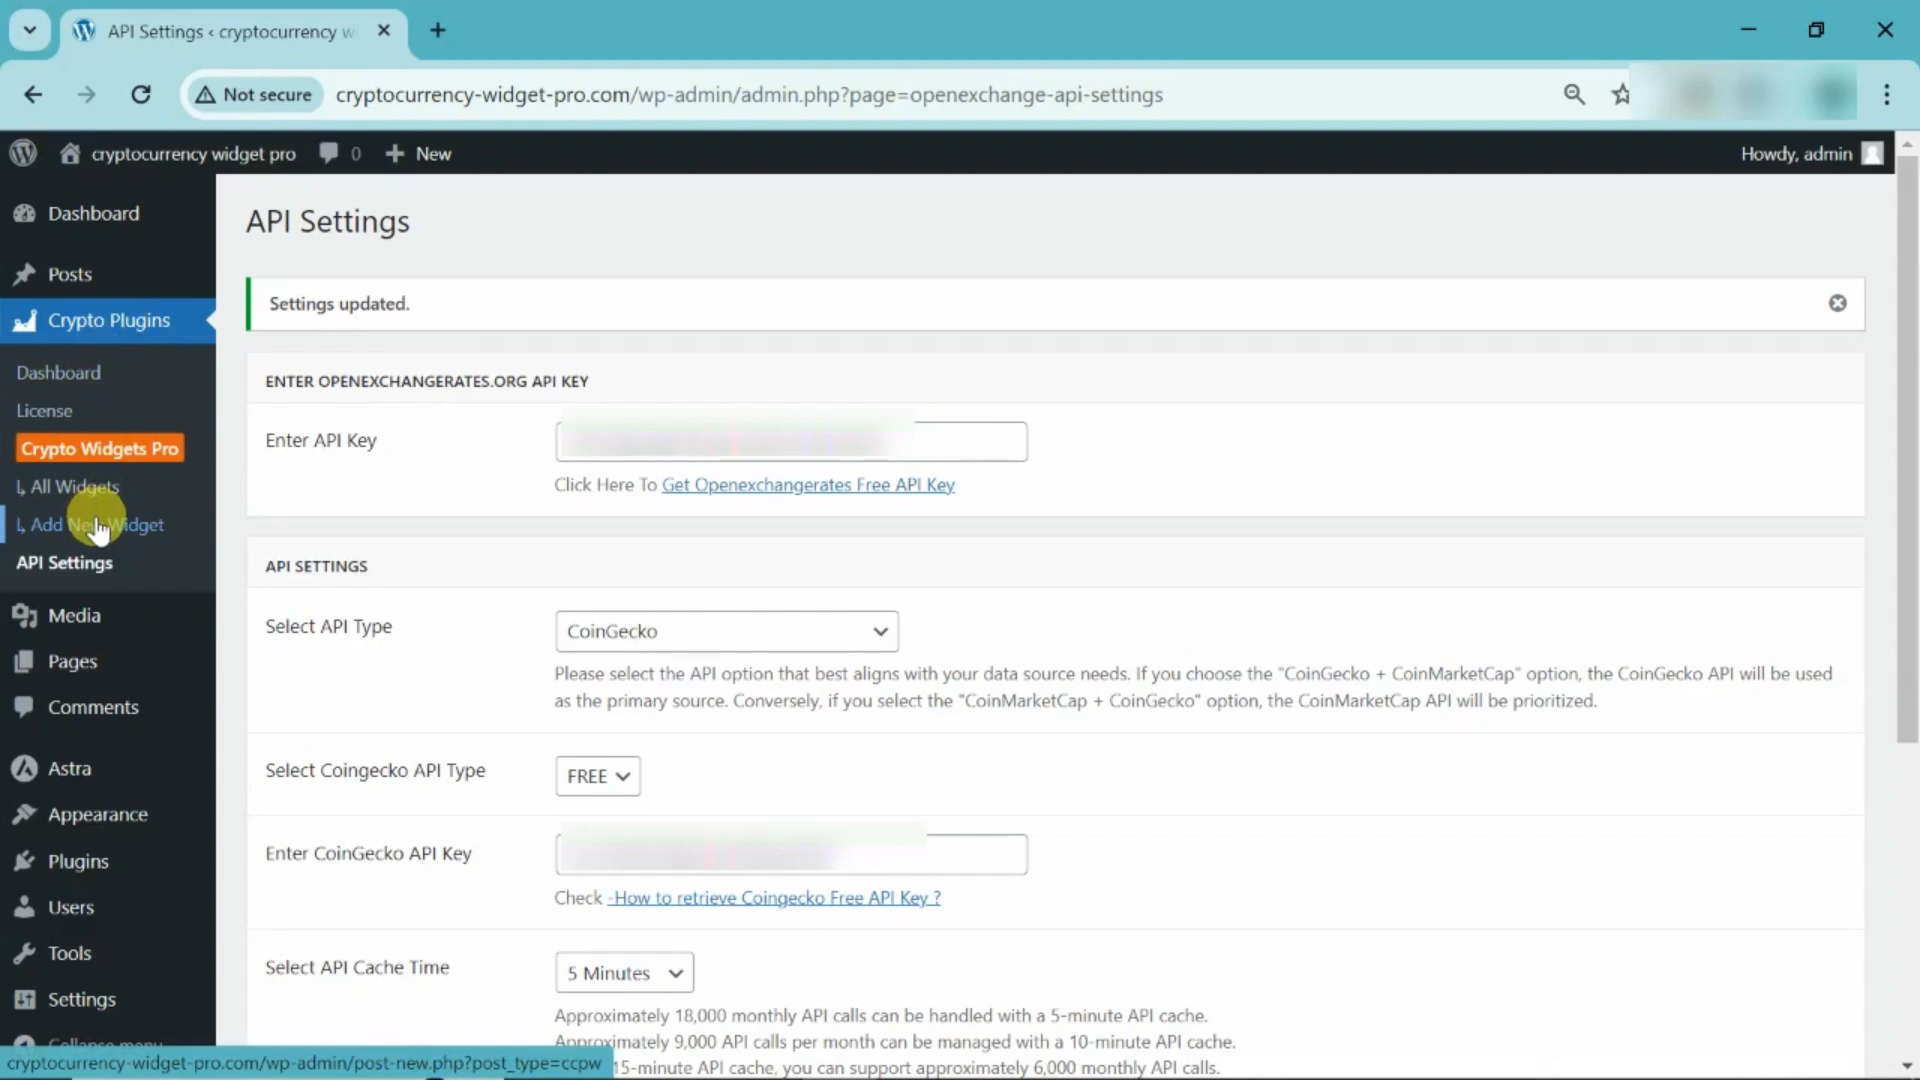 API Settings ‹ cryptocurrency wi
Not secure
cryptocurrency-widget-pro.com/wp-admin/admin.php?page=openexchange-api-settings
cryptocurrency widget pro
0
New
Howdy, admin
Dashboard
Posts
Crypto Plugins
Dashboard
License
Crypto Widgets Pro
All Widgets
Add New Widget
API Settings
Media
Pages
Comments
Astra
Appearance
Plugins
Users
Tools
Settings
Collapse menu
API Settings
Settings updated.
ENTER OPENEXCHANGERATES.ORG API KEY
Enter API Key
Click Here To Get Openexchangerates Free API Key
API SETTINGS
Select API Type
CoinGecko
Please select the API option that best aligns with your data source needs. If you choose the "CoinGecko + CoinMarketCap" option, the CoinGecko API will be used
as the primary source. Conversely, if you select the "CoinMarketCap + CoinGecko" option, the CoinMarketCap API will be prioritized.
Select Coingecko API Type
FREE
Enter CoinGecko API Key
Check -How to retrieve Coingecko Free API Key ?
Select API Cache Time
5 Minutes
Approximately 18,000 monthly API calls can be handled with a 5-minute API cache.
Approximately 9,000 API calls per month can be managed with a 10-minute API cache.
15-minute API cache, you can support approximately 6,000 monthly API calls.
cryptocurrency-widget-pro.com/wp-admin/post-new.php?post_type=ccpw